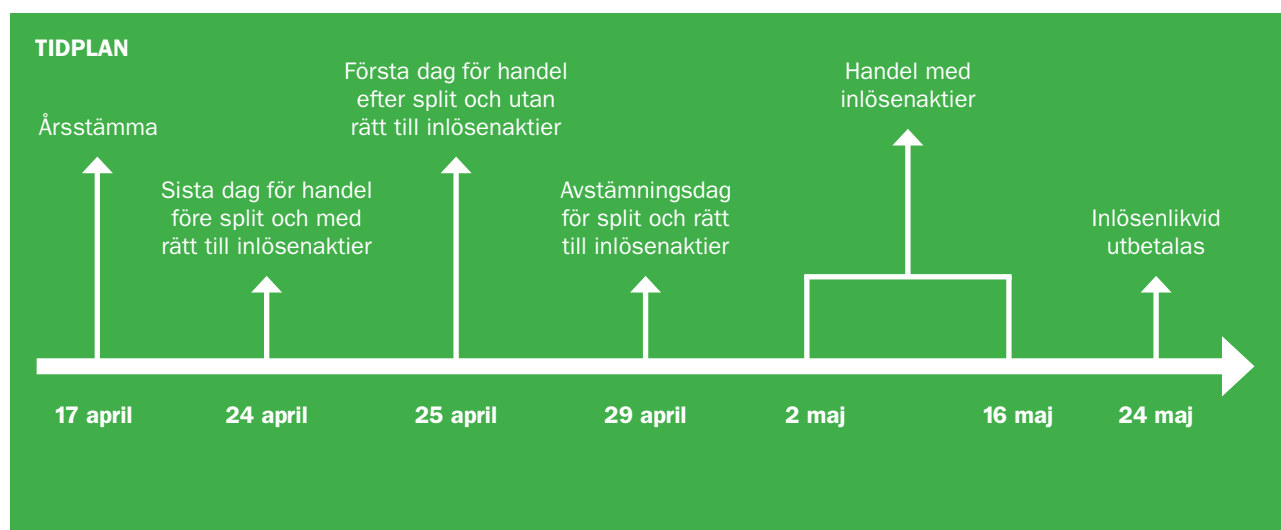 TIDPLAN
Årsstämma
Sista dag för handel
före split och med
rätt till inlösenaktier
Första dag för handel
efter split och utan
rätt till inlösenaktier
Avstämningsdag
för split och rätt
till inlösenaktier
Handel med
inlösenaktier
Inlösenlikvid
utbetalas
17 april
24 april
25 april
29 april
2 maj
16 maj
24 maj